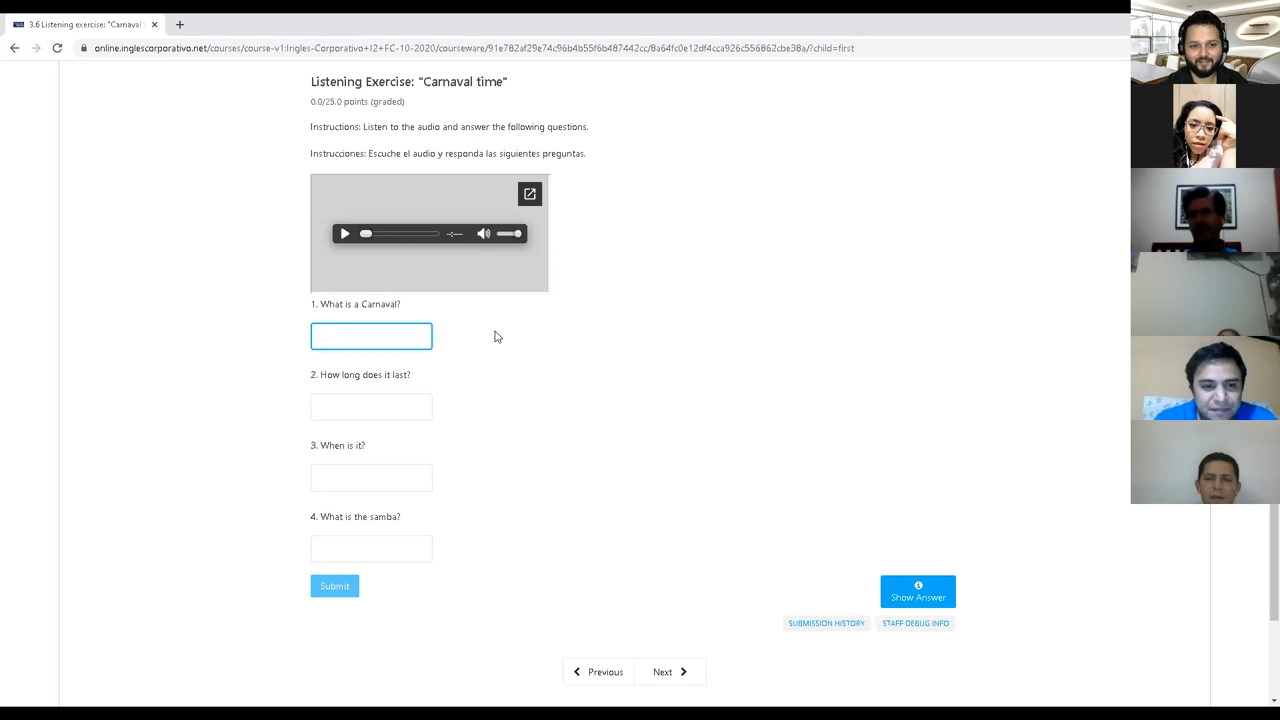 3.6 Listening exercise: "Carnaval
online.inglescorporativo.net/courses/course-v1:Ingles-Corporativo+I2+FC-10-2020/courseware/91e782af29e74c96b4b55f6b487442cc/8a64fc0e12df4cca926c556862cbe38a/?child=first
Listening Exercise: "Carnaval time"
0.0/25.0 points (graded)
Instructions: Listen to the audio and answer the following questions.
Instrucciones: Escuche el audio y responda las siguientes preguntas.
-:--
1. What is a Carnaval?
2. How long does it last?
3. When is it?
4. What is the samba?
Submit
Show Answer
SUBMISSION HISTORY
STAFF DEBUG INFO
Previous
Next